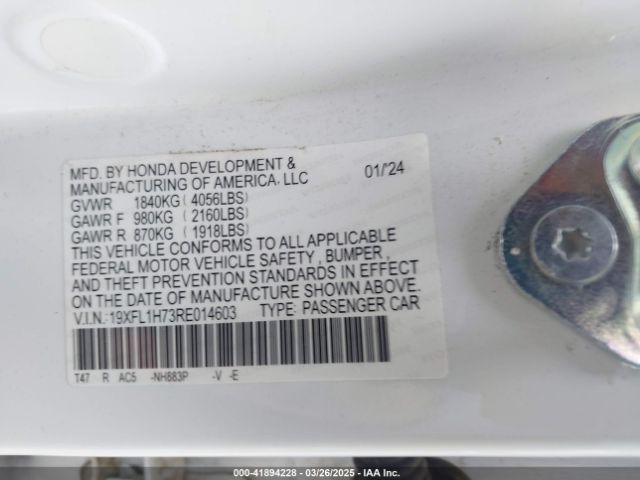 MFD. BY HONDA DEVELOPMENT &
MANUFACTURING OF AMERICA, LLC 01/'24
GVWR 1840KG ( 4056LBS)
GAWR F 980KG ( 2160LBS)
GAWR R 870KG ( 1918LBS)
THIS VEHICLE CONFORMS TO ALL APPLICABLE
FEDERAL MOTOR VEHICLE SAFETY , BUMPER ,
AND THEFT PREVENTION STANDARDS IN EFFECT
ON THE DATE OF MANUFACTURE SHOWN ABOVE.
V.I.N.:19XFL1H73RE014603 TYPE: PASSENGER CAR
T47 R AC5 -NH883P -V -E
000-41894228 - 03/26/2025 - IAAI.COM